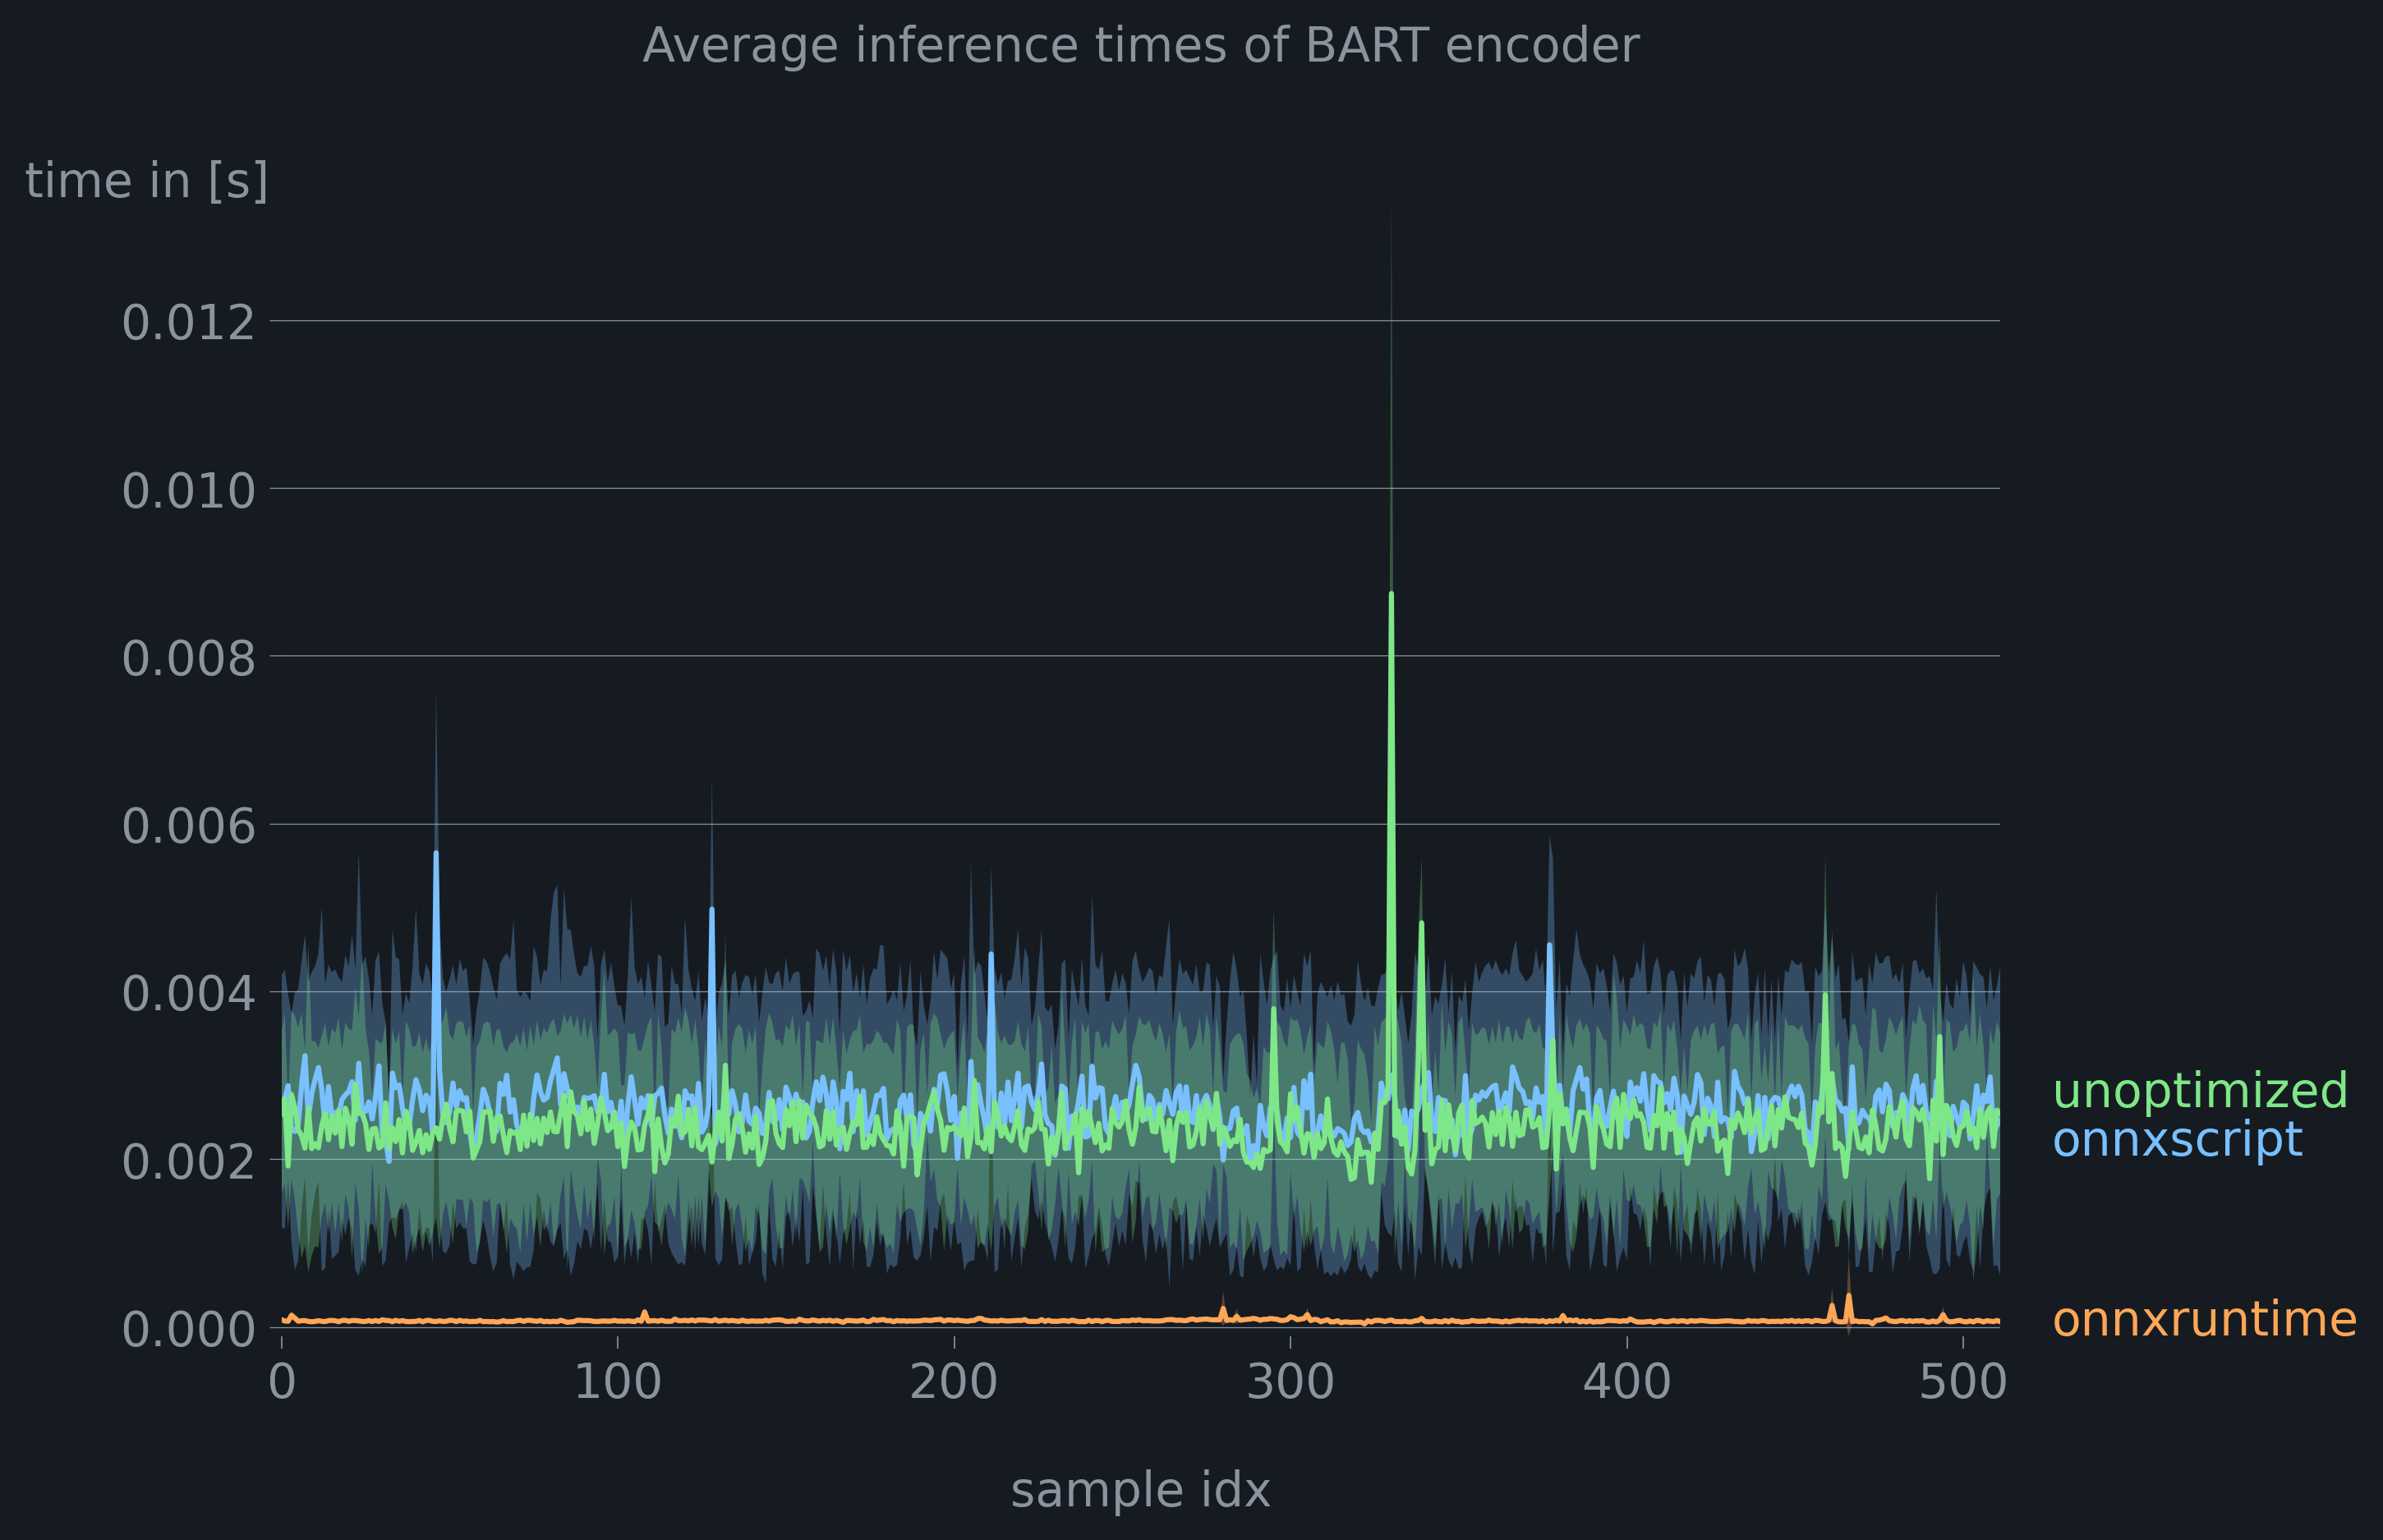 Average inference times of BART encoder
time in [s]
0.012
0.010
0.008
0.006
0.004
0.002
0.000
unoptimized
onnxscript
onnxruntime
0 100 200 300 400 500
sample idx